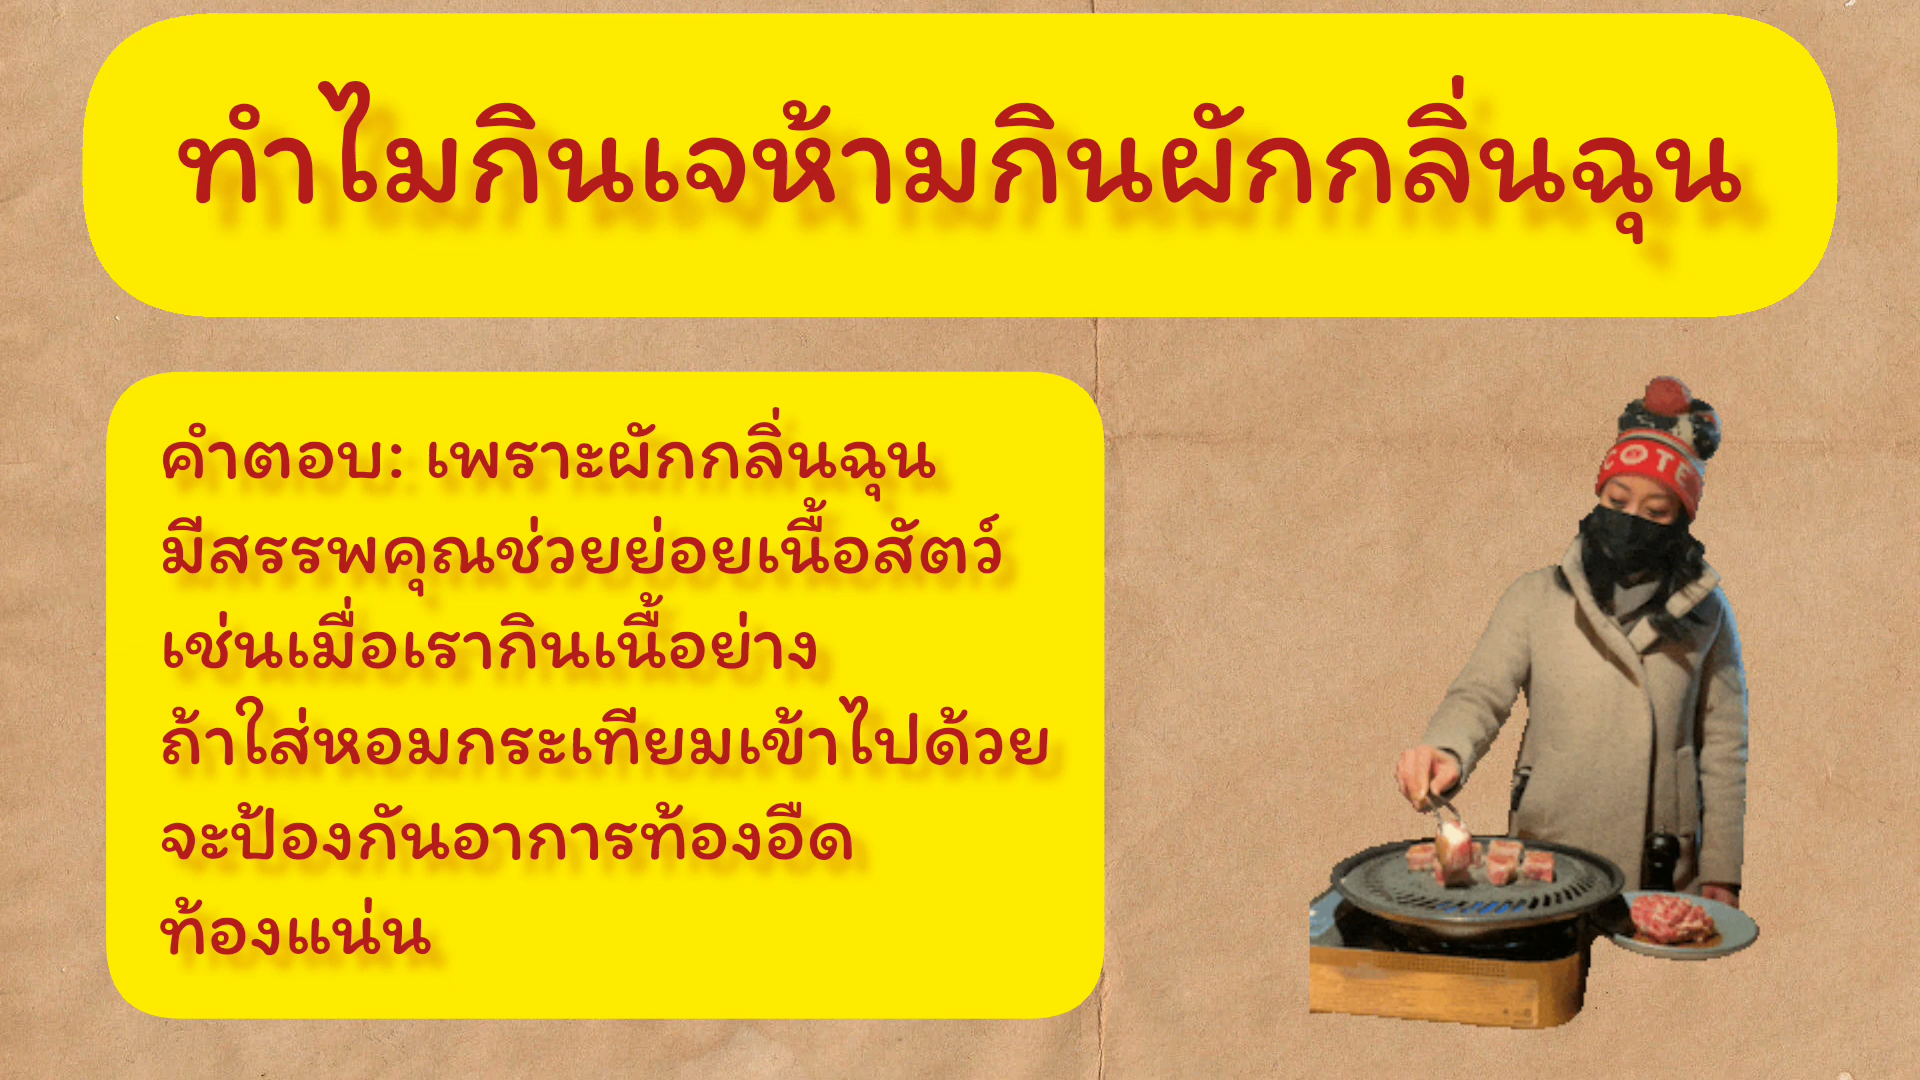 ทำไมกินเจห้ามกินผักกลิ่นฉุน
คำตอบ: เพราะผักกลิ่นฉุน
มีสรรพคุณช่วยย่อยเนื้อสัตว์
เช่นเมื่อเรากินเนื้อย่าง
ถ้าใส่หอมกระเทียมเข้าไปด้วย
จะป้องกันอาการท้องอืด
ท้องแน่น
COTE